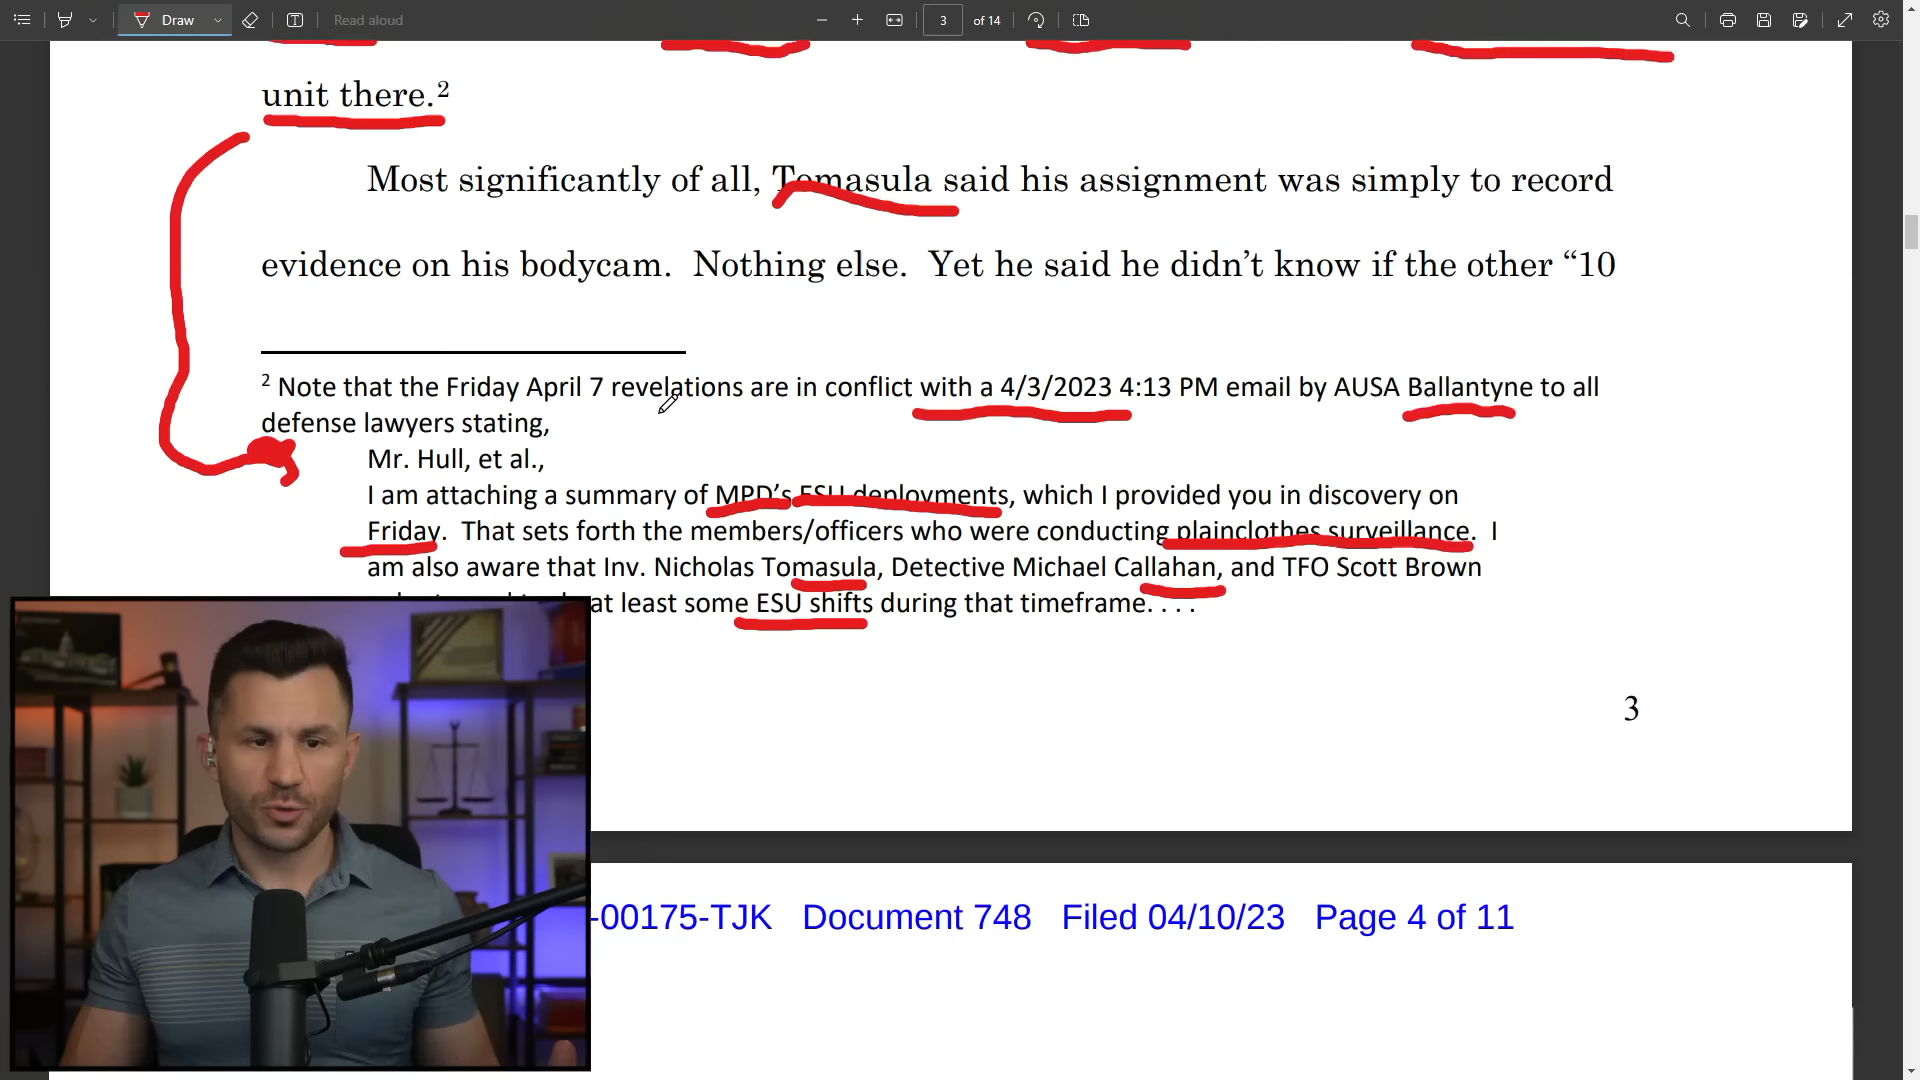 Draw
Read aloud
3
of 14
unit there.²
Most significantly of all, Tomasula said his assignment was simply to record
evidence on his bodycam. Nothing else. Yet he said he didn’t know if the other “10
² Note that the Friday April 7 revelations are in conflict with a 4/3/2023 4:13 PM email by AUSA Ballantyne to all
defense lawyers stating,
Mr. Hull, et al.,
I am attaching a summary of MPD’s ESU deployments, which I provided you in discovery on
Friday. That sets forth the members/officers who were conducting plainclothes surveillance. I
am also aware that Inv. Nicholas Tomasula, Detective Michael Callahan, and TFO Scott Brown
at least some ESU shifts during that timeframe. . . .
3
-00175-TJK Document 748 Filed 04/10/23 Page 4 of 11